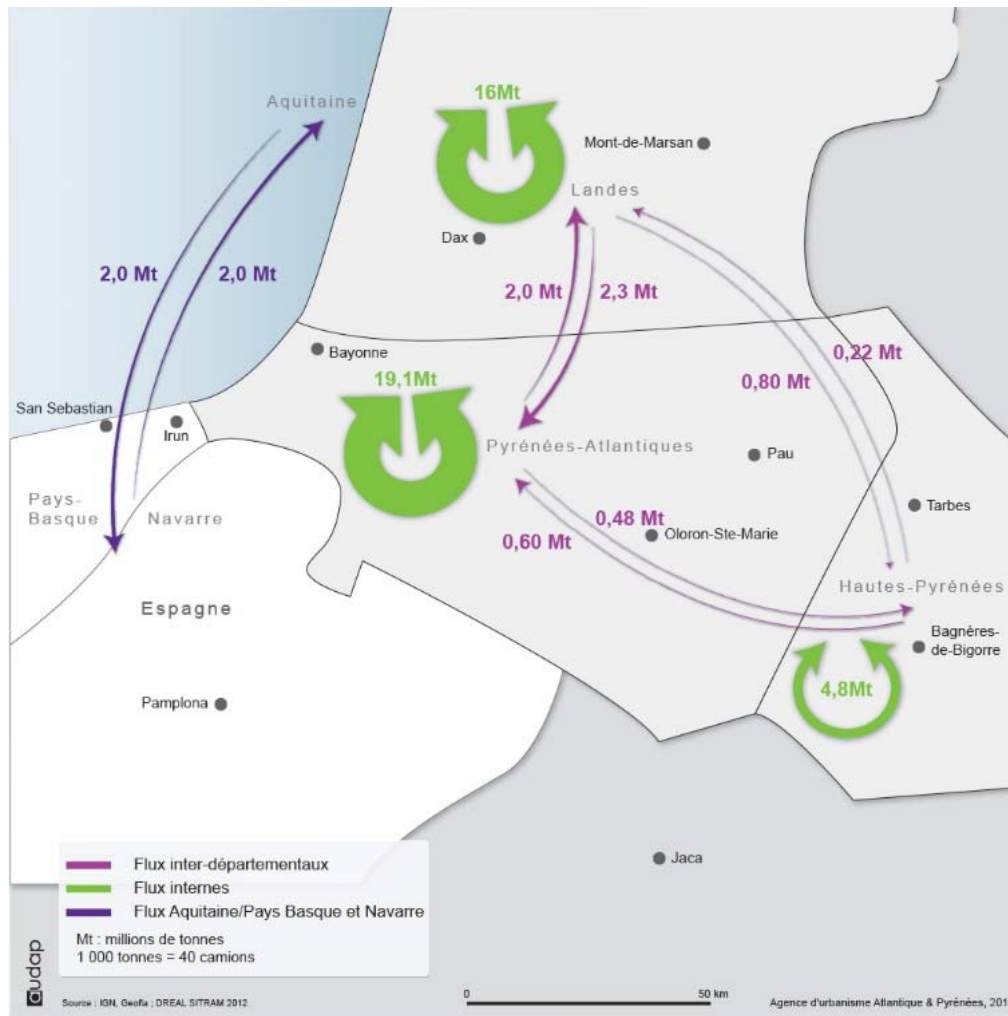 Aquitaine
16Mt
Mont-de-Marsan
Landes
Dax
2,0 Mt
2,0 Mt
2,0 Mt
2,3 Mt
Bayonne
0,22 Mt
0,80 Mt
19,1Mt
San Sebastian
Irun
Pyrénées-Atlantiques
Pau
Pays-
Basque
Navarre
0,48 Mt
Tarbes
0,60 Mt
Oloron-Ste-Marie
Hautes-Pyrénées
Espagne
Bagnères-
de-Bigorre
4,8Mt
Pamplona
Flux inter-départementaux
Flux internes
Flux Aquitaine/Pays Basque et Navarre
Mt : millions de tonnes
1 000 tonnes = 40 camions
Jaca
audap
Source : IGN, Geofla ; DREAL SITRAM 2012
0
50 km
Agence d'urbanisme Atlantique & Pyrénées, 201